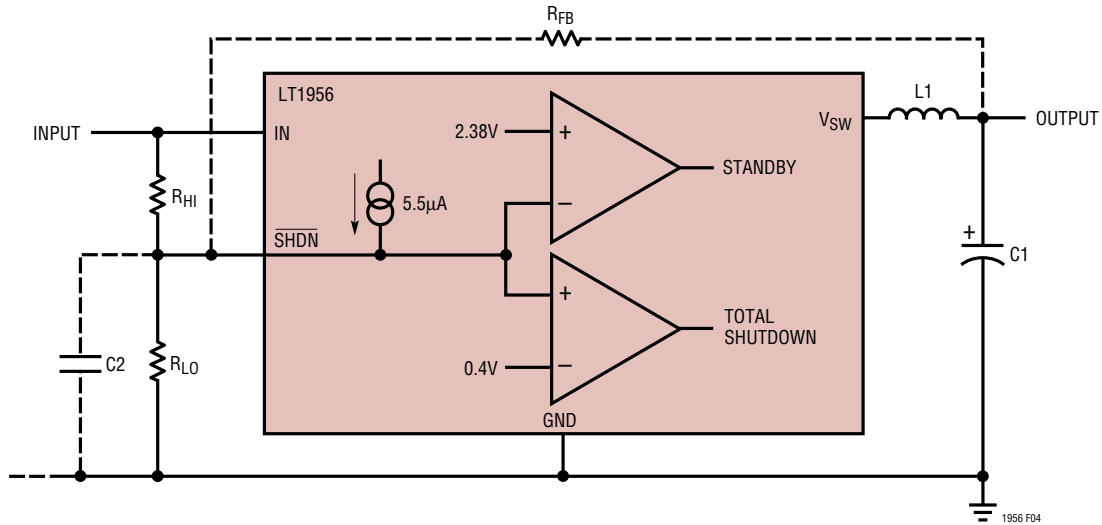 R_FB
LT1956
L1
INPUT
IN
2.38V
+
V_SW
OUTPUT
STANDBY
R_HI
5.5µA
–
SHDN
+
C1
+
TOTAL
SHUTDOWN
C2
R_LO
0.4V
–
GND
1956 F04